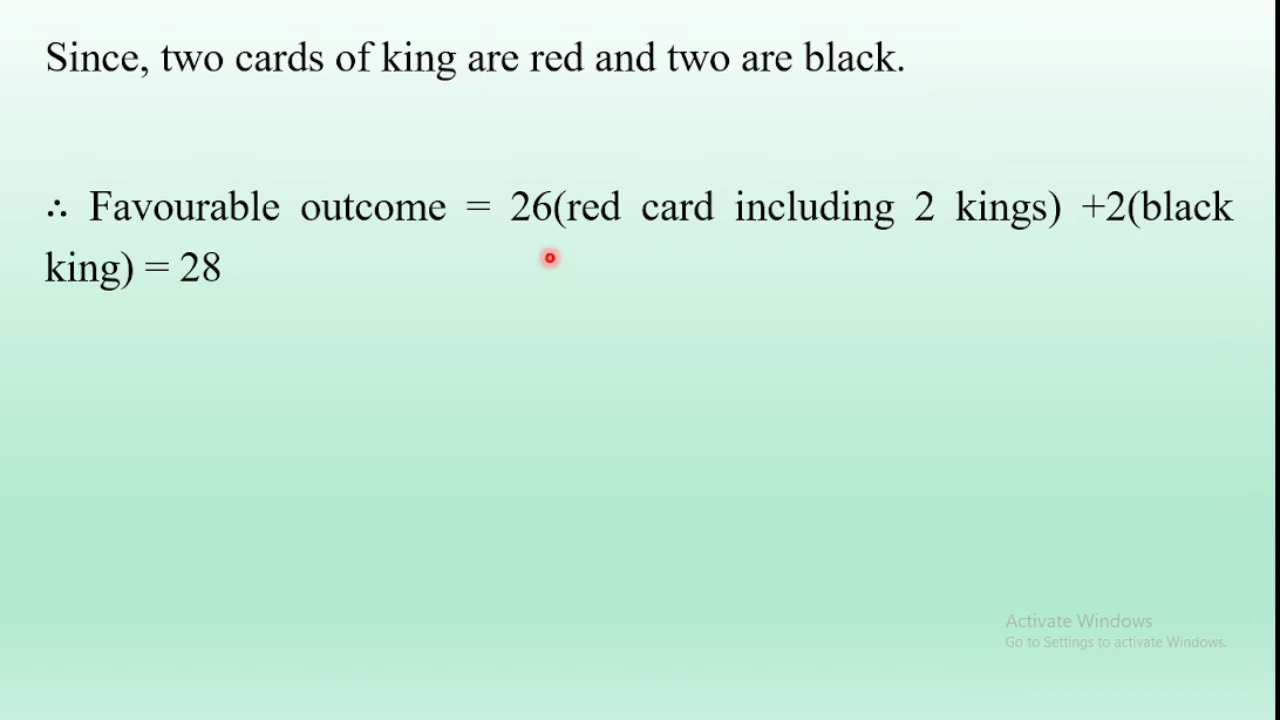 Since, two cards of king are red and two are black.
∴ Favourable outcome = 26(red card including 2 kings) +2(black
king) = 28
Activate Windows
Go to Settings to activate Windows.